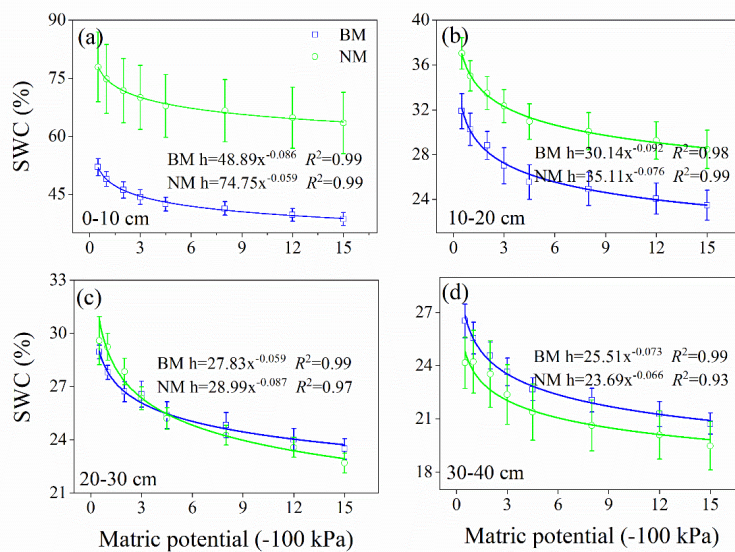 (a)
BM
NM
90
75
60
45
SWC (%)
BM h=48.89x^-0.086 R²=0.99
NM h=74.75x^-0.059 R²=0.99
0-10 cm
0 3 6 9 12 15
(b)
40
36
32
28
24
BM h=30.14x^-0.092 R²=0.98
NM h=35.11x^-0.076 R²=0.99
10-20 cm
0 3 6 9 12 15
(c)
33
30
27
24
21
SWC (%)
BM h=27.83x^-0.059 R²=0.99
NM h=28.99x^-0.087 R²=0.97
20-30 cm
0 3 6 9 12 15
Matric potential (-100 kPa)
(d)
27
24
21
18
BM h=25.51x^-0.073 R²=0.99
NM h=23.69x^-0.066 R²=0.93
30-40 cm
0 3 6 9 12 15
Matric potential (-100 kPa)